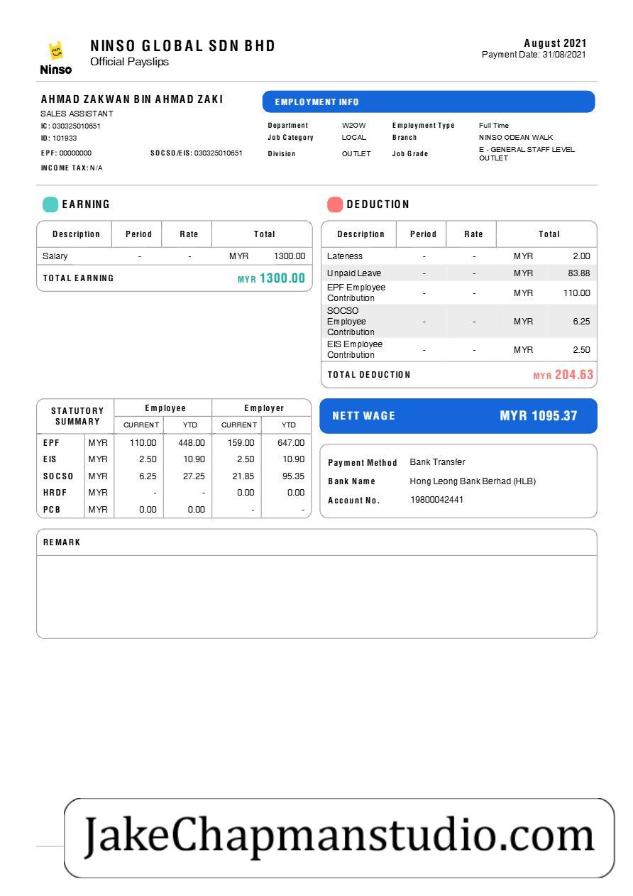 Ninso
NINSO GLOBAL SDN BHD
Official Payslips
August 2021
Payment Date: 31/08/2021
AHMAD ZAKWAN BIN AHMAD ZAKI
SALES ASSISTANT
IC: 030325010651
ID: 101933
EPF: 00000000 SOCSO/EIS: 030325010651
INCOME TAX: N/A
EMPLOYMENT INFO
Department W2OW Employment Type Full Time
Job Category LOCAL Branch NINSO ODEAN WALK
Division OUTLET Job Grade E - GENERAL STAFF LEVEL
OUTLET
EARNING
Description Period Rate Total
Salary - - MYR 1300.00
TOTAL EARNING MYR 1300.00
DEDUCTION
Description Period Rate Total
Lateness - - MYR 2.00
Unpaid Leave - - MYR 83.88
EPF Employee
Contribution - - MYR 110.00
SOCSO
Employee - - MYR 6.25
Contribution
EIS Employee
Contribution - - MYR 2.50
TOTAL DEDUCTION MYR 204.63
STATUTORY
SUMMARY
Employee Employer
CURRENT YTD CURRENT YTD
EPF MYR 110.00 448.00 159.00 647.00
EIS MYR 2.50 10.90 2.50 10.90
SOCSO MYR 6.25 27.25 21.85 95.35
HRDF MYR - - 0.00 0.00
PCB MYR 0.00 0.00 - -
NETT WAGE MYR 1095.37
Payment Method Bank Transfer
Bank Name Hong Leong Bank Berhad (HLB)
Account No. 19800042441
REMARK
JakeChapmanstudio.com